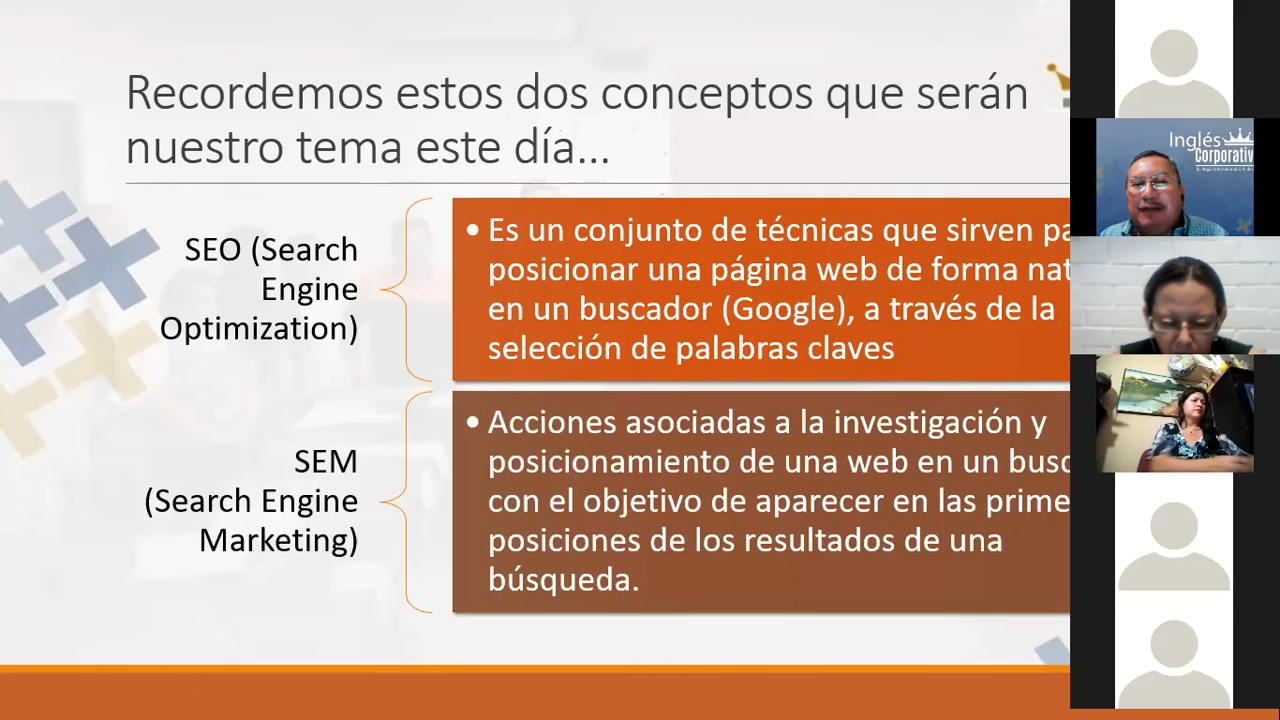 Recordemos estos dos conceptos que serán
nuestro tema este día...
SEO (Search
Engine
Optimization)
• Es un conjunto de técnicas que sirven
posicionar una página web de forma
en un buscador (Google), a través de la
selección de palabras claves
SEM
(Search Engine
Marketing)
• Acciones asociadas a la investigación y
posicionamiento de una web en un
con el objetivo de aparecer en las
posiciones de los resultados de una
búsqueda.
Inglés